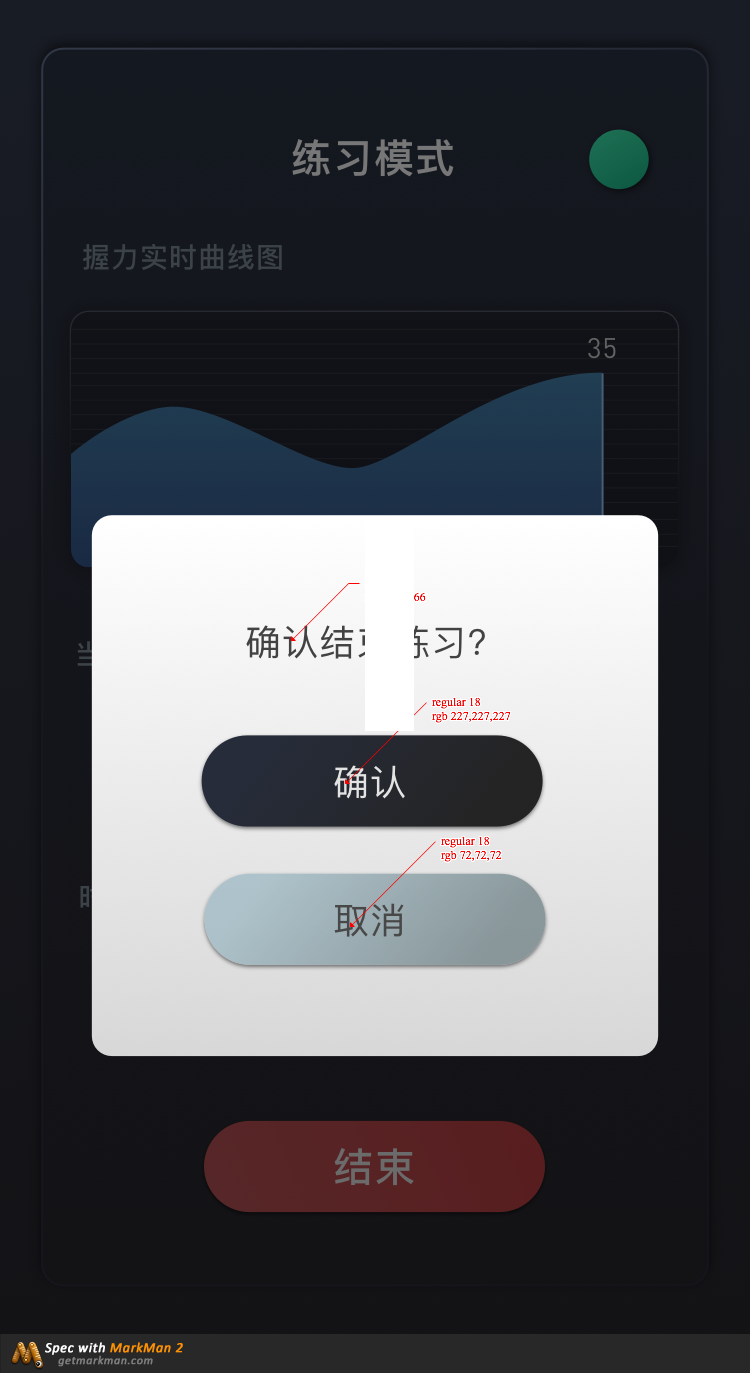 练习模式
握力实时曲线图
35
66
确认结 练习?
regular 18
rgb 227,227,227
确认
regular 18
rgb 72,72,72
取消
结束
Spec with MarkMan 2
getmarkman.com